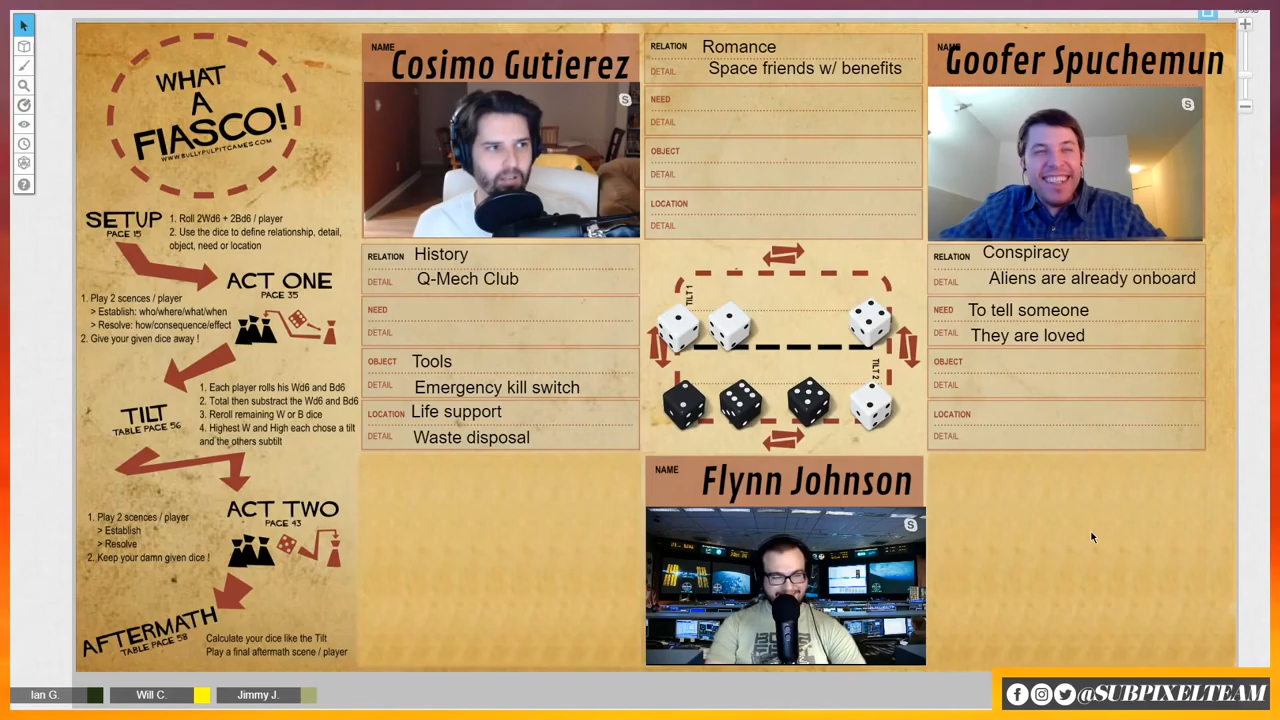 WHAT
A
FIASCO!
WWW.BULLYPULPITGAMES.COM
SETUP
PAGE 15
1. Roll 2Wd6 + 2Bd6 / player
2. Use the dice to define relationship, detail,
object, need or location
ACT ONE
PAGE 35
1. Play 2 scences / player
> Establish: who/where/what/when
> Resolve: how/consequence/effect
2. Give your given dice away !
TILT
TABLE PAGE 56
1. Each player rolls his Wd6 and Bd6
2. Total then substract the Wd6 and Bd6
3. Reroll remaining W or B dice
4. Highest W and High each chose a tilt
and the others subtilt
ACT TWO
PAGE 43
1. Play 2 scences / player
> Establish
> Resolve
2. Keep your damn given dice !
AFTERMATH
TABLE PAGE 58
Calculate your dice like the Tilt
Play a final aftermath scene / player
NAME
Cosimo Gutierez
RELATION Romance
DETAIL Space friends w/ benefits
NEED
DETAIL
OBJECT
DETAIL
LOCATION
DETAIL
NAME
Goofer Spuchemun
RELATION History
DETAIL Q-Mech Club
NEED
DETAIL
OBJECT Tools
DETAIL Emergency kill switch
LOCATION Life support
DETAIL Waste disposal
TILT 1
TILT 2
RELATION Conspiracy
DETAIL Aliens are already onboard
NEED To tell someone
DETAIL They are loved
OBJECT
DETAIL
LOCATION
DETAIL
NAME
Flynn Johnson
Ian G.
Will C.
Jimmy J.
@SUBPIXELTEAM